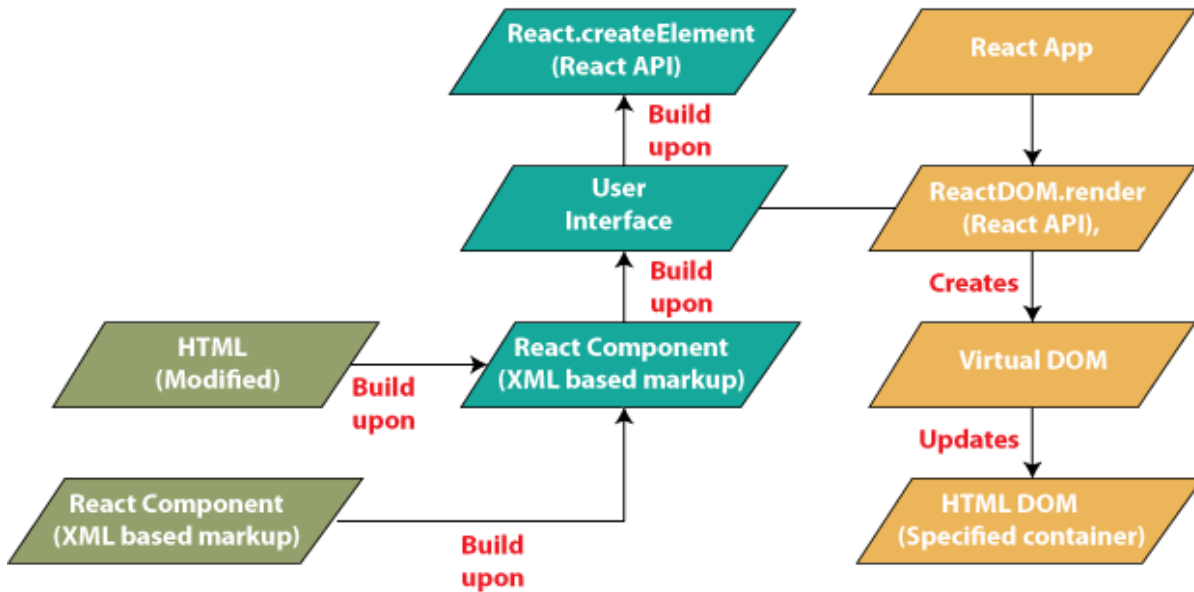 React.createElement
(React API)
React App
Build
upon
User
Interface
ReactDOM.render
(React API),
Build
upon
Creates
HTML
(Modified)
Build
upon
React Component
(XML based markup)
Virtual DOM
Updates
React Component
(XML based markup)
Build
upon
HTML DOM
(Specified container)